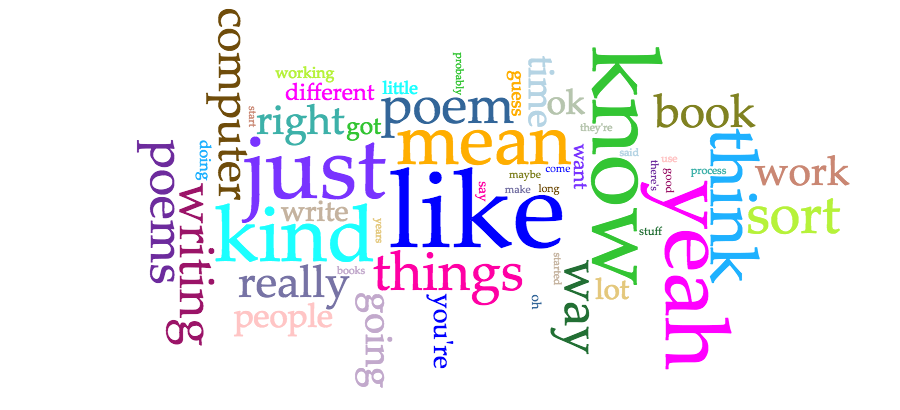 computer
working
different
little
probably
guess
time
ok
know
book
start
right
got
poem
mean
they're
said
think
use
work
poems
doing
just
like
maybe
come
want
there's
good
process
writing
write
kind
years
say
make
long
stuff
yeah
sort
really
books
things
started
way
lot
people
going
you're
oh